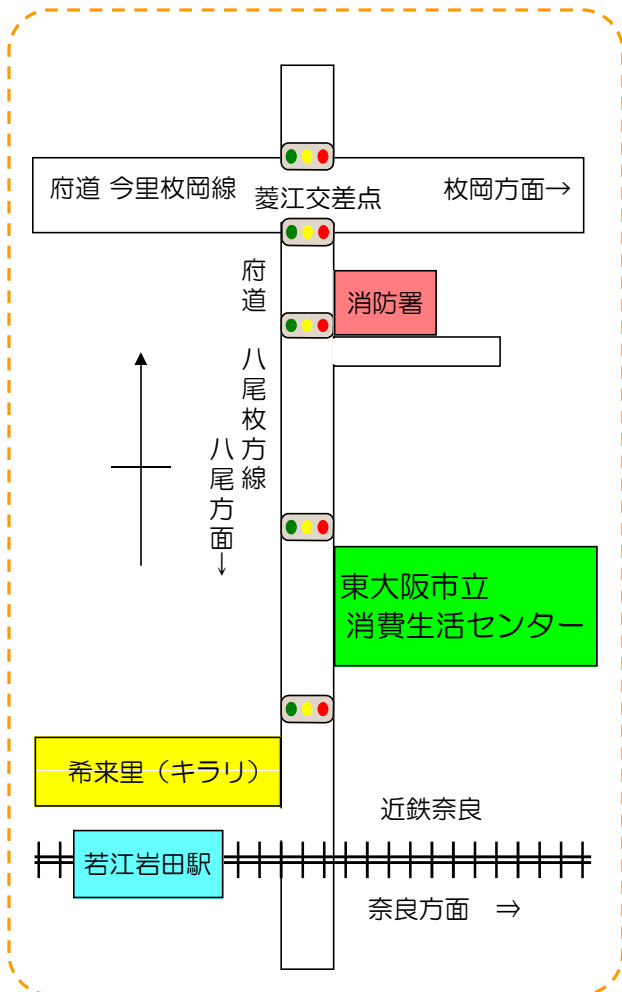 府道 今里枚岡線
菱江交差点
枚岡方面→
府道 八尾枚方線
八尾方面→
消防署
東大阪市立
消費生活センター
希来里（キラリ）
近鉄奈良
若江岩田駅
奈良方面 ⇒